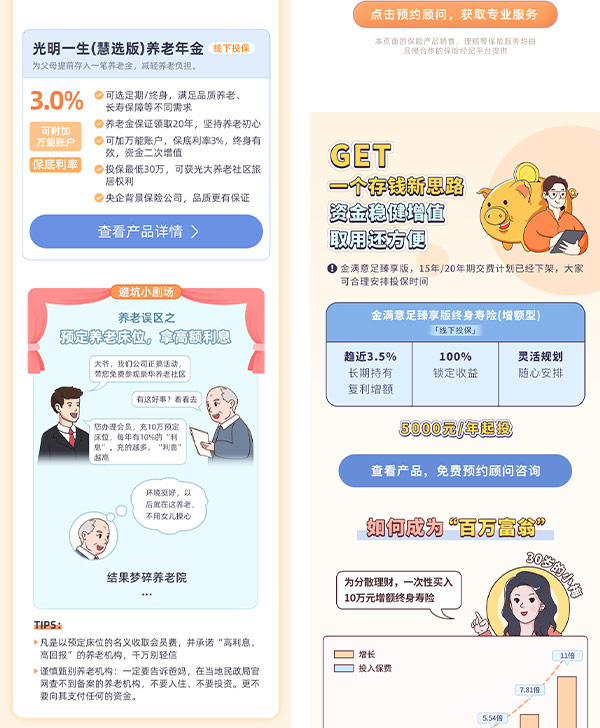 光明一生(慧选版)养老年金 线下投保
为父母提前存入一笔养老金，减轻养老负担。
3.0%
可附加
万能账户
保底利率
可选定期/终身，满足品质养老、
长寿保障等不同需求
养老金保证领取20年，坚持养老初心
可加万能账户，保底利率3%，终身有
效，资金二次增值
投保最低30万，可获光大养老社区旅
居权利
央企背景保险公司，品质更有保证
查看产品详情
避坑小剧场
养老误区之
预定养老床位，拿高额利息
大爷，我们公司正搞活动，
带您免费参观豪华养老社区
有这好事？看看去
您办理会员，充10万预定
床位，每年有10%的“利
息”。充的越多，“利息”
越高
环境挺好，以
后就在这养老，
不用女儿操心
结果梦碎养老院
...
TIPS:
凡是以预定床位的名义收取会员费，并承诺“高利息、
高回报”的养老机构，千万别轻信
谨慎甄别养老机构：一定要告诉爸妈，在当地民政局官
网查不到备案的养老机构，不要入住、不要投资。更不
要向其支付任何的资金。
点击预约顾问，获取专业服务
本页面的保险产品销售、理赔等保险服务均由
且慢合作的保险经纪平台提供
GET
一个存钱新思路
资金稳健增值
取用还方便
金满意足臻享版，15年/20年期交费计划已经下架，大家
可合理安排投保时间
金满意足臻享版终身寿险(增额型)
「线下投保」
趋近3.5%
长期持有
复利增额
100%
锁定收益
灵活规划
随心安排
5000元/年起投
查看产品，免费预约顾问咨询
如何成为“百万富翁”
30岁的小梅
为分散理财，一次性买入
10万元增额终身寿险
增长
投入保费
11倍
7.81倍
5.54倍